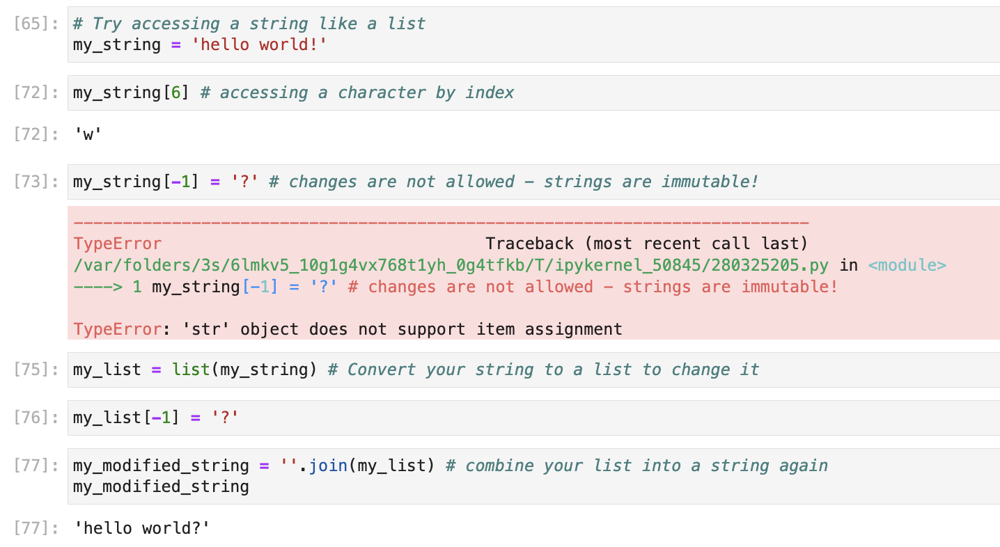 [65]: # Try accessing a string like a list
my_string = 'hello world!'
[72]: my_string[6] # accessing a character by index
[72]: 'w'
[73]: my_string[-1] = '?' # changes are not allowed - strings are immutable!
---------------------------------------------------------------------------
TypeError                                 Traceback (most recent call last)
/var/folders/3s/6lmkv5_10g1g4vx768t1yh_0g4tfkb/T/ipykernel_50845/280325205.py in <module>
----> 1 my_string[-1] = '?' # changes are not allowed - strings are immutable!
TypeError: 'str' object does not support item assignment
[75]: my_list = list(my_string) # Convert your string to a list to change it
[76]: my_list[-1] = '?'
[77]: my_modified_string = ''.join(my_list) # combine your list into a string again
my_modified_string
[77]: 'hello world?'